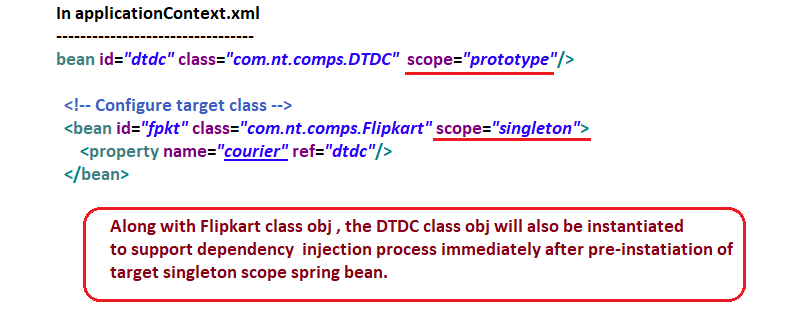 In applicationContext.xml
---------------------------------
bean id="dtdc" class="com.nt.comps.DTDC" scope="prototype"/>
<!-- Configure target class -->
<bean id="fpkt" class="com.nt.comps.Flipkart" scope="singleton">
<property name="courier" ref="dtdc"/>
</bean>
Along with Flipkart class obj , the DTDC class obj will also be instantiated
to support dependency injection process immediately after pre-instatiation of
target singleton scope spring bean.